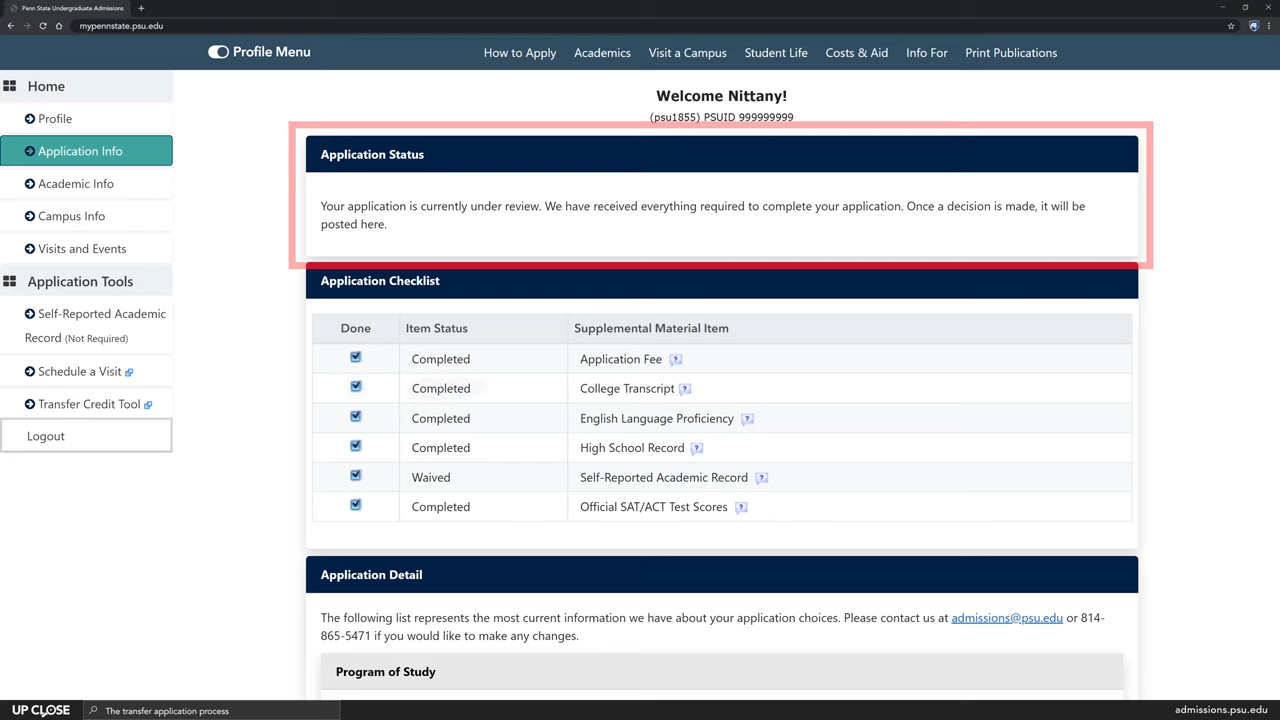 Penn State Undergraduate Admissions
mypennstate.psu.edu
Profile Menu
How to Apply Academics Visit a Campus Student Life Costs & Aid Info For Print Publications
Home
Profile
Application Info
Academic Info
Campus Info
Visits and Events
Application Tools
Self-Reported Academic
Record (Not Required)
Schedule a Visit
Transfer Credit Tool
Logout
Welcome Nittany!
(psu1855) PSUID 999999999
Application Status
Your application is currently under review. We have received everything required to complete your application. Once a decision is made, it will be
posted here.
Application Checklist
Done Item Status Supplemental Material Item
Completed Application Fee ?
Completed College Transcript ?
Completed English Language Proficiency ?
Completed High School Record ?
Waived Self-Reported Academic Record ?
Completed Official SAT/ACT Test Scores ?
Application Detail
The following list represents the most current information we have about your application choices. Please contact us at admissions@psu.edu or 814-
865-5471 if you would like to make any changes.
Program of Study
UP CLOSE The transfer application process admissions.psu.edu